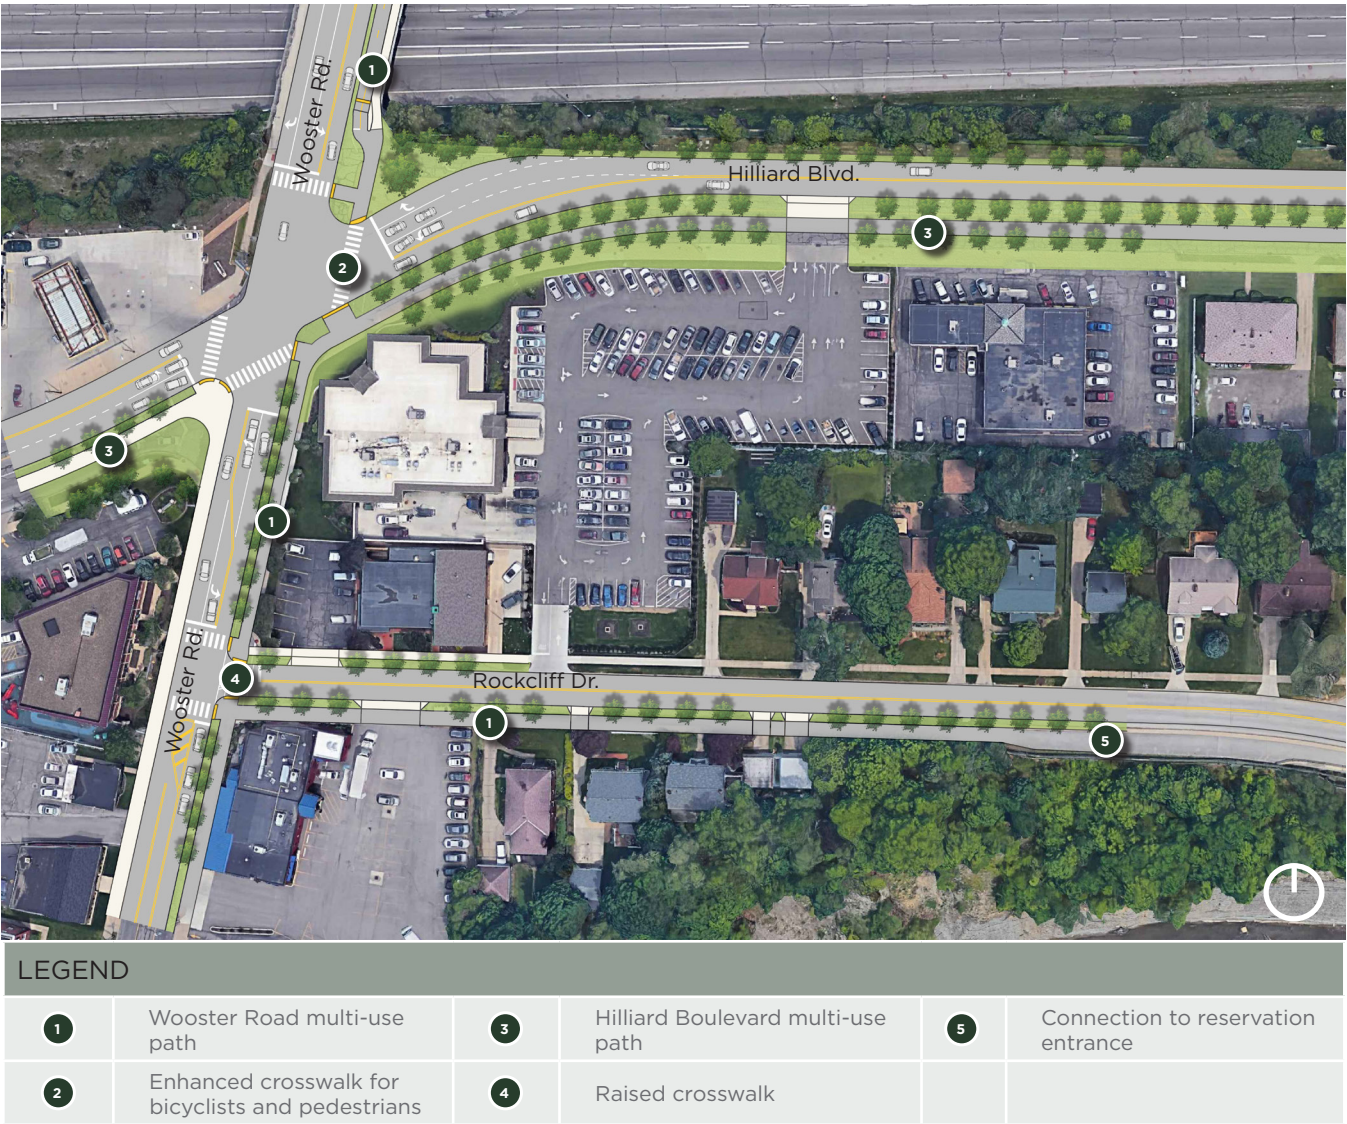 1
Wooster Rd.
Hilliard Blvd.
3
2
3
1
Wooster Rd.
4
Rockcliff Dr.
1
5
LEGEND
1 Wooster Road multi-use
path
3 Hilliard Boulevard multi-use
path
5 Connection to reservation
entrance
2 Enhanced crosswalk for
bicyclists and pedestrians
4 Raised crosswalk